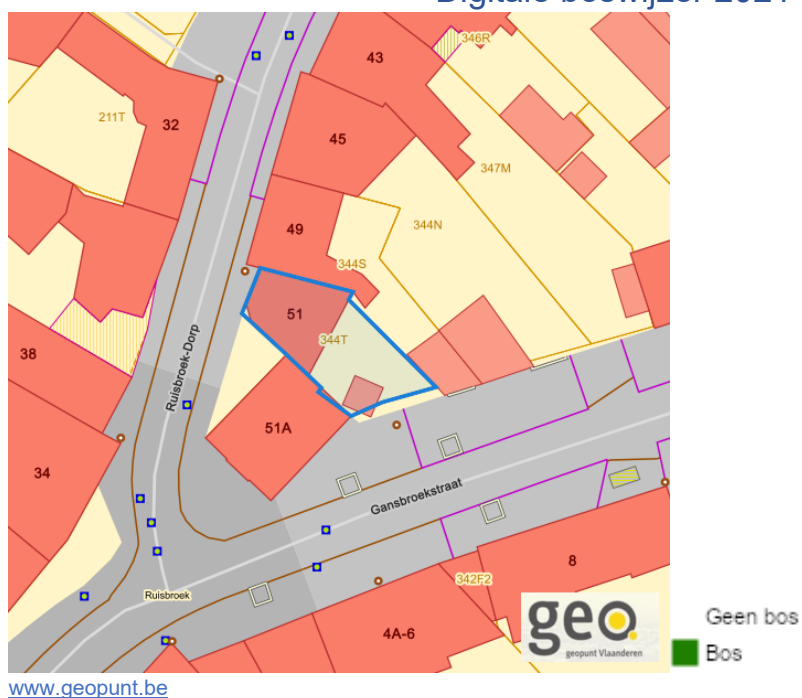 43
346R
211T
32
45
347M
49
344N
344S
51
344T
Ruisbroek-Dorp
38
51A
34
Gansbroekstraat
8
Ruisbroek
342F2
4A-6
geo.
geopunt Vlaanderen
Geen bos
Bos
www.geopunt.be